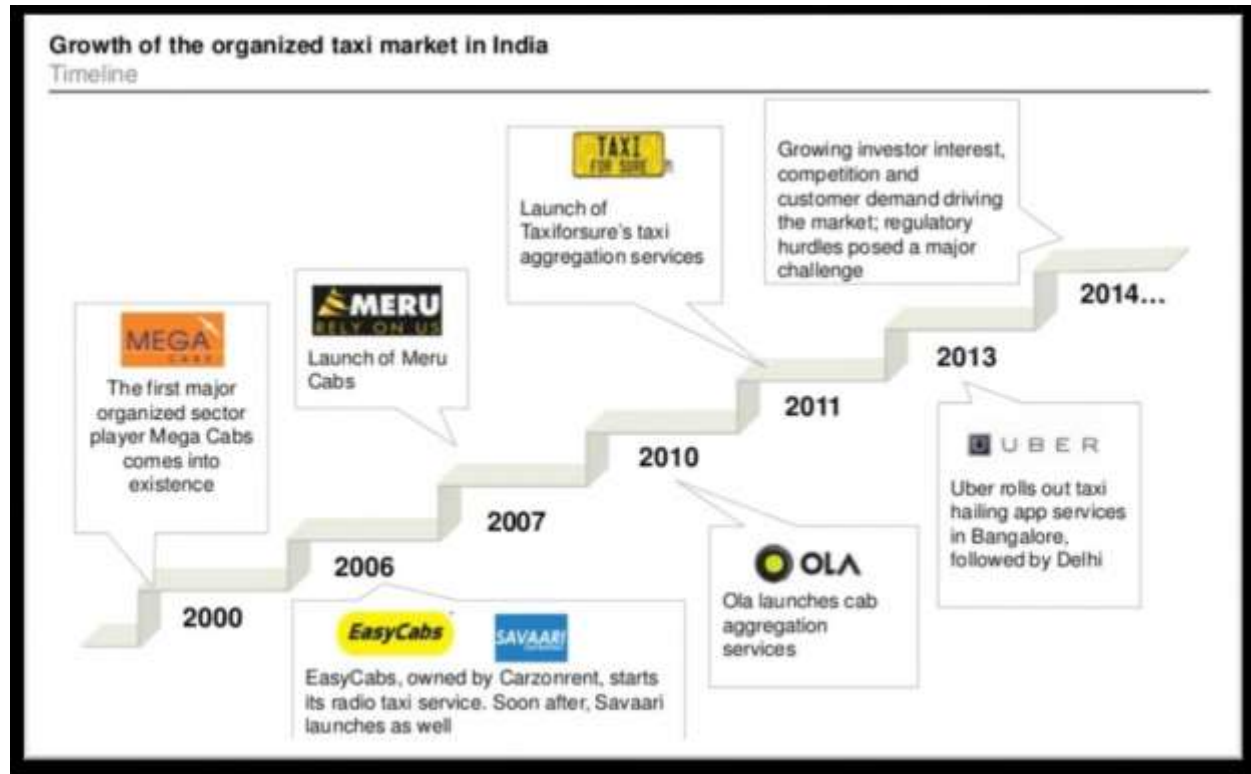 Growth of the organized taxi market in India
Timeline
MEGA
CABS
The first major
organized sector
player Mega Cabs
comes into
existence
2000
2006
EasyCabs
SAVAARI
EasyCabs, owned by Carzonrent, starts
its radio taxi service. Soon after, Savaari
launches as well
MERU
RELY ON US
Launch of Meru
Cabs
2007
2010
OLA
Ola launches cab
aggregation
services
TAXI
FOR SURE
Launch of
Taxiforsure's taxi
aggregation services
2011
2013
UBER
Uber rolls out taxi
hailing app services
in Bangalore,
followed by Delhi
Growing investor interest,
competition and
customer demand driving
the market; regulatory
hurdles posed a major
challenge
2014...